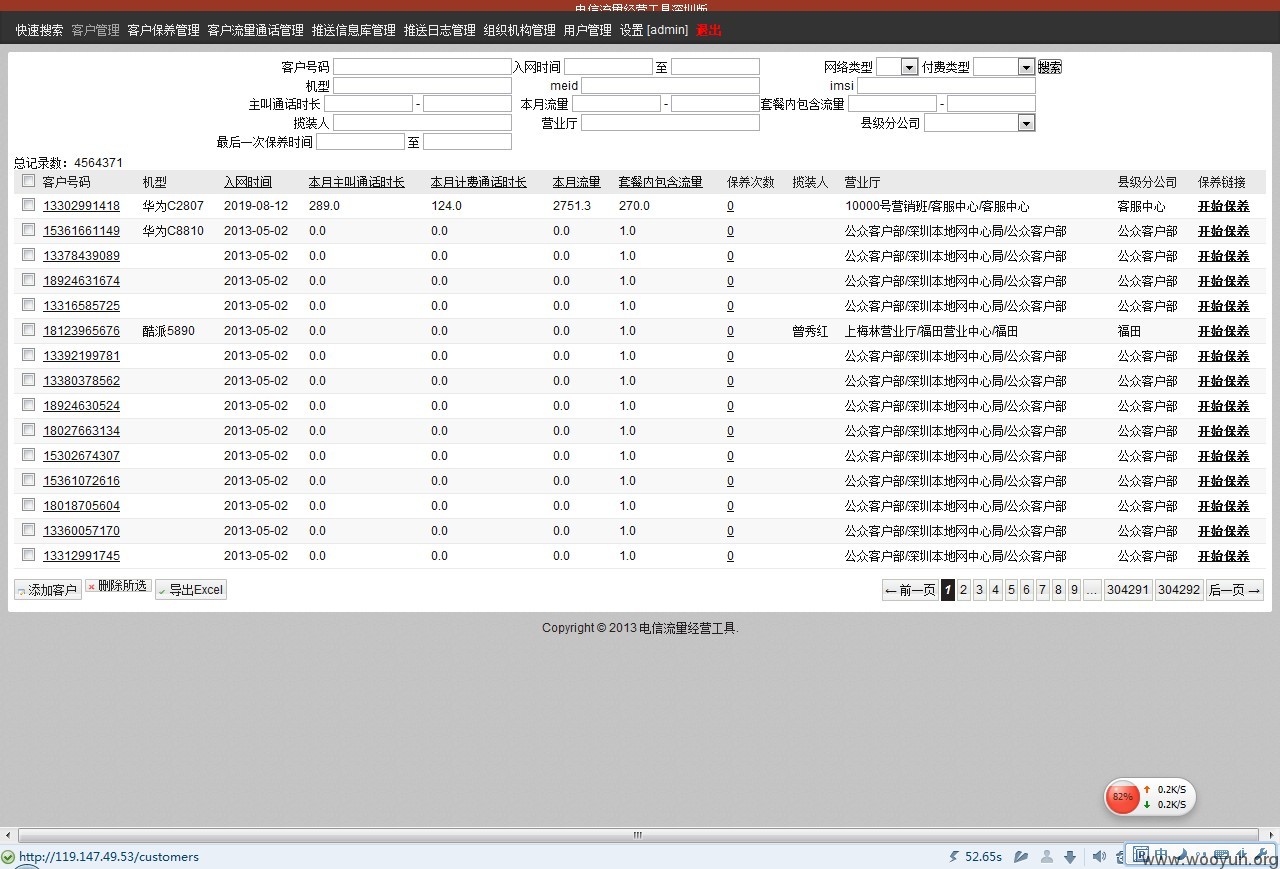 电信流量经营工具深圳版
快速搜索 客户管理 客户保养管理 客户流量通话管理 推送信息库管理 推送日志管理 组织机构管理 用户管理 设置 [admin] 退出
客户号码 入网时间 至 网络类型 付费类型 搜索
机型 meid imsi
主叫通话时长 - 本月流量 - 套餐内包含流量 -
揽装人 营业厅 县级分公司
最后一次保养时间 至
总记录数：4564371
客户号码 机型 入网时间 本月主叫通话时长 本月计费通话时长 本月流量 套餐内包含流量 保养次数 揽装人 营业厅 县级分公司 保养链接
13302991418 华为C2807 2019-08-12 289.0 124.0 2751.3 270.0 0 10000号营销班/客服中心/客服中心 客服中心 开始保养
15361661149 华为C8810 2013-05-02 0.0 0.0 0.0 1.0 0 公众客户部/深圳本地网中心局/公众客户部 公众客户部 开始保养
13378439089 2013-05-02 0.0 0.0 0.0 1.0 0 公众客户部/深圳本地网中心局/公众客户部 公众客户部 开始保养
18924631674 2013-05-02 0.0 0.0 0.0 1.0 0 公众客户部/深圳本地网中心局/公众客户部 公众客户部 开始保养
13316585725 2013-05-02 0.0 0.0 0.0 1.0 0 公众客户部/深圳本地网中心局/公众客户部 公众客户部 开始保养
18123965676 酷派5890 2013-05-02 0.0 0.0 0.0 1.0 0 曾秀红 上梅林营业厅/福田营业中心/福田 福田 开始保养
13392199781 2013-05-02 0.0 0.0 0.0 1.0 0 公众客户部/深圳本地网中心局/公众客户部 公众客户部 开始保养
13380378562 2013-05-02 0.0 0.0 0.0 1.0 0 公众客户部/深圳本地网中心局/公众客户部 公众客户部 开始保养
18924630524 2013-05-02 0.0 0.0 0.0 1.0 0 公众客户部/深圳本地网中心局/公众客户部 公众客户部 开始保养
18027663134 2013-05-02 0.0 0.0 0.0 1.0 0 公众客户部/深圳本地网中心局/公众客户部 公众客户部 开始保养
15302674307 2013-05-02 0.0 0.0 0.0 1.0 0 公众客户部/深圳本地网中心局/公众客户部 公众客户部 开始保养
15361072616 2013-05-02 0.0 0.0 0.0 1.0 0 公众客户部/深圳本地网中心局/公众客户部 公众客户部 开始保养
18018705604 2013-05-02 0.0 0.0 0.0 1.0 0 公众客户部/深圳本地网中心局/公众客户部 公众客户部 开始保养
13360057170 2013-05-02 0.0 0.0 0.0 1.0 0 公众客户部/深圳本地网中心局/公众客户部 公众客户部 开始保养
13312991745 2013-05-02 0.0 0.0 0.0 1.0 0 公众客户部/深圳本地网中心局/公众客户部 公众客户部 开始保养
添加客户 删除所选 导出Excel ← 前一页 1 2 3 4 5 6 7 8 9 ... 304291 304292 后一页 →
Copyright © 2013 电信流量经营工具.
82% 0.2K/S
0.2K/S
http://119.147.49.53/customers 52.65s 中
www.wooyun.org